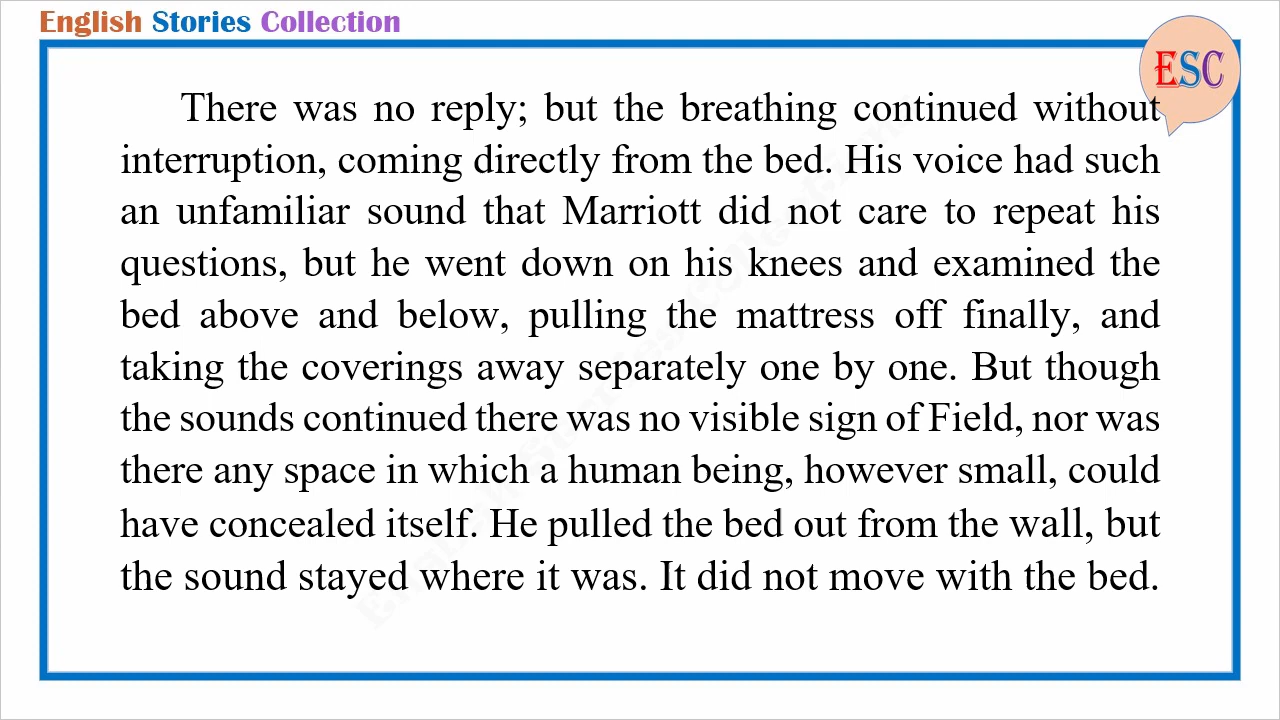 English Stories Collection
ESC
There was no reply; but the breathing continued without
interruption, coming directly from the bed. His voice had such
an unfamiliar sound that Marriott did not care to repeat his
questions, but he went down on his knees and examined the
bed above and below, pulling the mattress off finally, and
taking the coverings away separately one by one. But though
the sounds continued there was no visible sign of Field, nor was
there any space in which a human being, however small, could
have concealed itself. He pulled the bed out from the wall, but
the sound stayed where it was. It did not move with the bed.
English Stories Collection